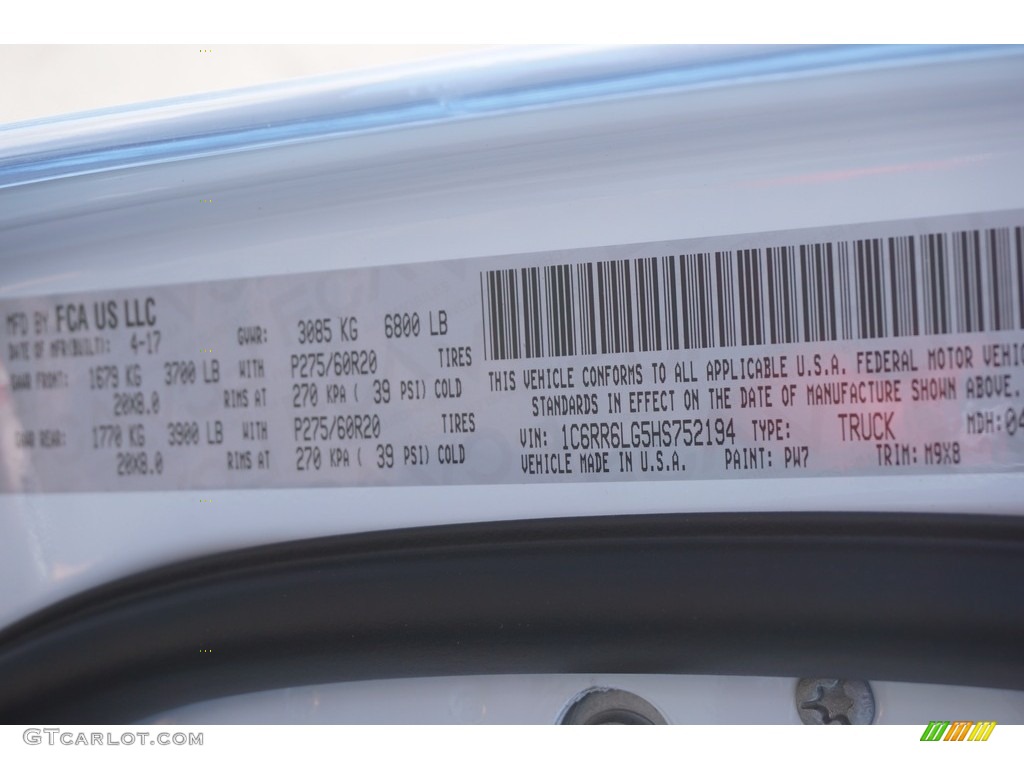 MFD BY FCA US LLC
DATE OF MFR(BUILT): 4-17 GVWR: 3085 KG 6800 LB
GAWR FRONT: 1679 KG 3700 LB WITH P275/60R20 TIRES
20X8.0 RIMS AT 270 KPA ( 39 PSI) COLD
GAWR REAR: 1770 KG 3900 LB WITH P275/60R20 TIRES
20X8.0 RIMS AT 270 KPA ( 39 PSI) COLD
THIS VEHICLE CONFORMS TO ALL APPLICABLE U.S.A. FEDERAL MOTOR VEHIC
STANDARDS IN EFFECT ON THE DATE OF MANUFACTURE SHOWN ABOVE.
VIN: 1C6RR6LG5HS752194 TYPE: TRUCK MDH: 04
VEHICLE MADE IN U.S.A. PAINT: PW7 TRIM: M9X8
GTCARLOT.COM